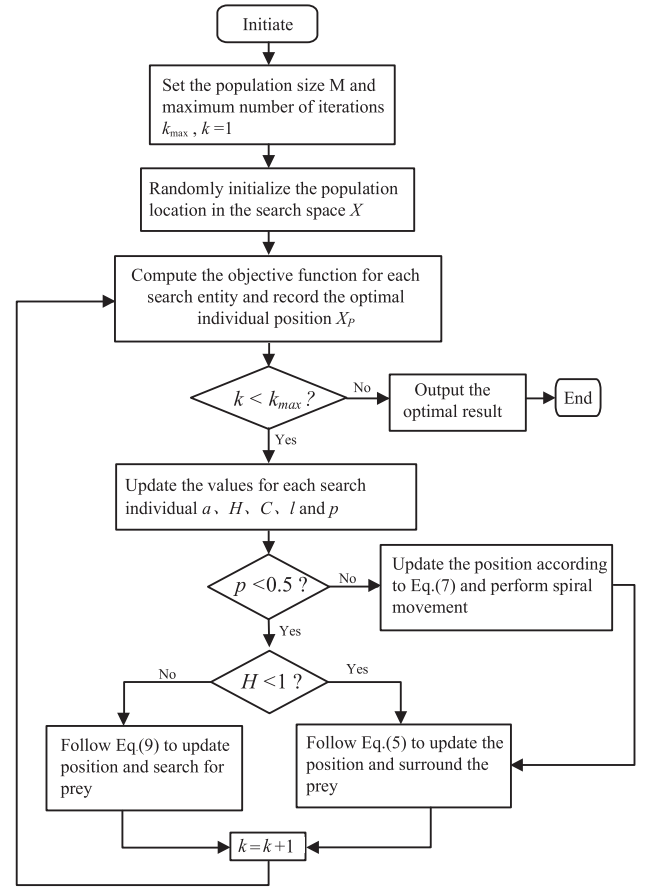 Initiate
Set the population size M and
maximum number of iterations
kmax , k =1
Randomly initialize the population
location in the search space X
Compute the objective function for each
search entity and record the optimal
individual position XP
k < kmax ?
No
Output the
optimal result
End
Yes
Update the values for each search
individual a、H、C、l and p
p <0.5 ?
No
Update the position according
to Eq.(7) and perform spiral
movement
Yes
H <1 ?
No
Yes
Follow Eq.(9) to update
position and search for
prey
Follow Eq.(5) to update the
position and surround the
prey
k=k+1